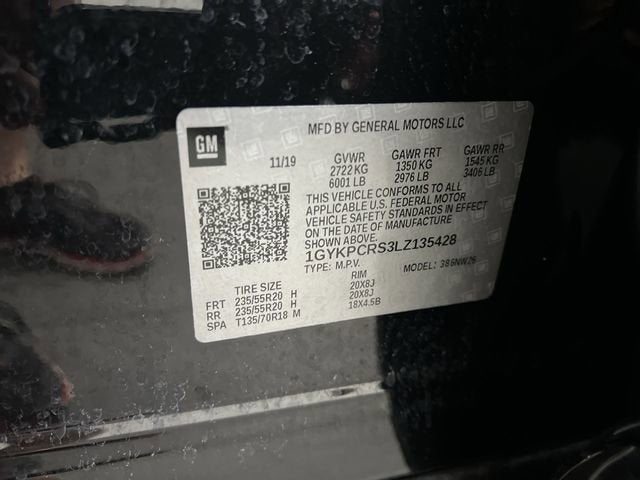 GM
MFD BY GENERAL MOTORS LLC
11/19 GVWR GAWR FRT GAWR RR
2722 KG 1350 KG 1545 KG
6001 LB 2976 LB 3406 LB
THIS VEHICLE CONFORMS TO ALL
APPLICABLE U.S. FEDERAL MOTOR
VEHICLE SAFETY STANDARDS IN EFFECT
ON THE DATE OF MANUFACTURE
SHOWN ABOVE.
1GYKPCRS3LZ135428
TYPE: M.P.V. MODEL: 386NW26
TIRE SIZE RIM
FRT 235/55R20 H 20X8J
RR 235/55R20 H 20X8J
SPA T135/70R18 M 18X4.5B